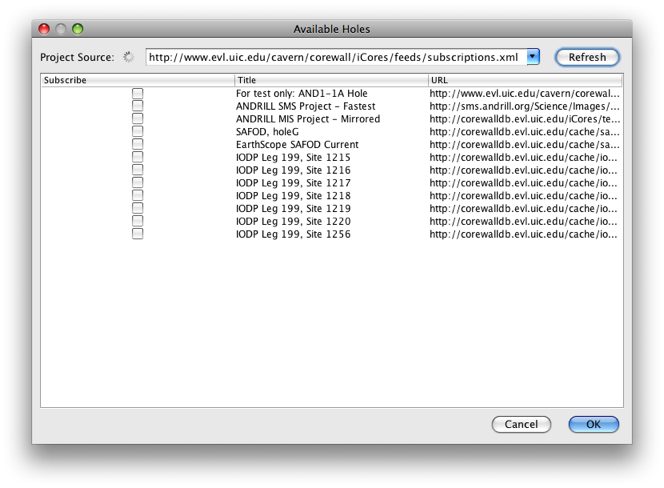 Available Holes
Project Source: http://www.evl.uic.edu/cavern/corewall/iCores/feeds/subscriptions.xml Refresh
Subscribe Title URL
For test only: AND1-1A Hole http://www.evl.uic.edu/cavern/corewal...
ANDRILL SMS Project - Fastest http://sms.andrill.org/Science/Images/...
ANDRILL MIS Project - Mirrored http://corewalldb.evl.uic.edu/iCores/te...
SAFOD, holeG http://corewalldb.evl.uic.edu/cache/sa...
EarthScope SAFOD Current http://corewalldb.evl.uic.edu/cache/sa...
IODP Leg 199, Site 1215 http://corewalldb.evl.uic.edu/cache/io...
IODP Leg 199, Site 1216 http://corewalldb.evl.uic.edu/cache/io...
IODP Leg 199, Site 1217 http://corewalldb.evl.uic.edu/cache/io...
IODP Leg 199, Site 1218 http://corewalldb.evl.uic.edu/cache/io...
IODP Leg 199, Site 1219 http://corewalldb.evl.uic.edu/cache/io...
IODP Leg 199, Site 1220 http://corewalldb.evl.uic.edu/cache/io...
IODP Leg 199, Site 1256 http://corewalldb.evl.uic.edu/cache/io...
Cancel OK